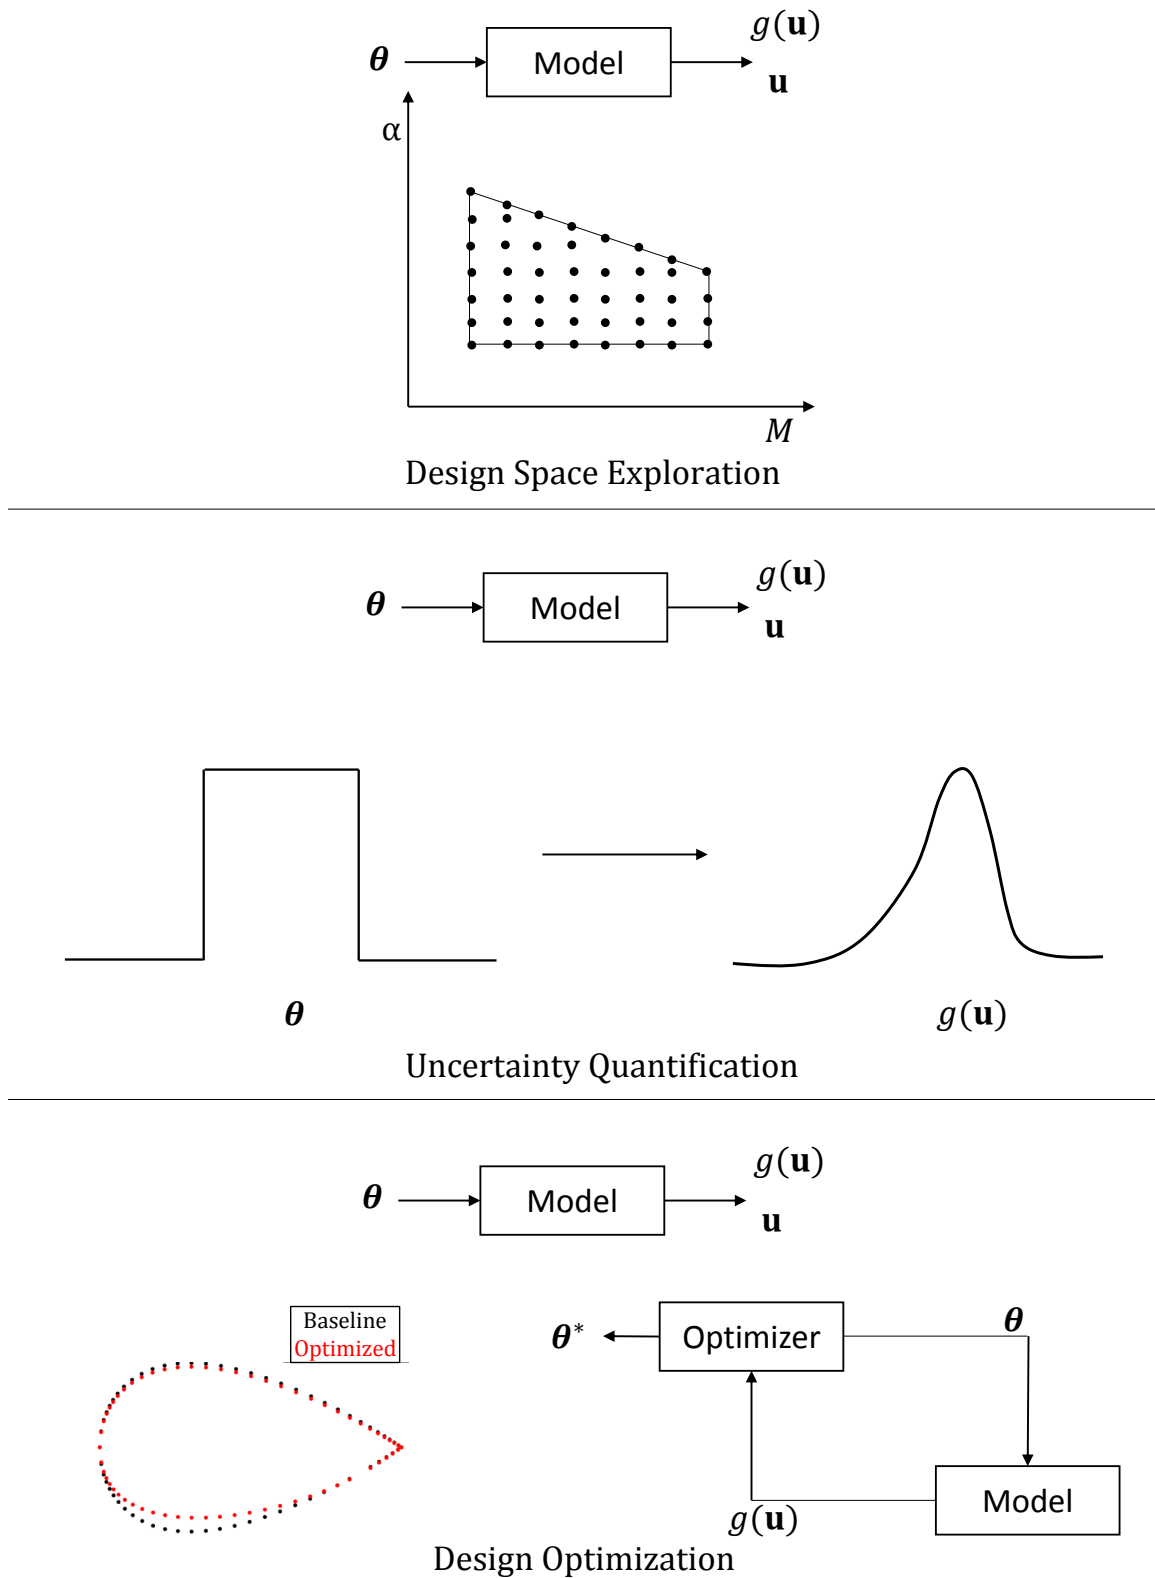 g(𝐮)
𝜽 Model
𝐮
α
M
Design Space Exploration
g(𝐮)
𝜽 Model
𝐮
𝜽 g(𝐮)
Uncertainty Quantification
g(𝐮)
𝜽 Model
𝐮
Baseline
Optimized
𝜽* Optimizer 𝜽
Model
g(𝐮)
Design Optimization